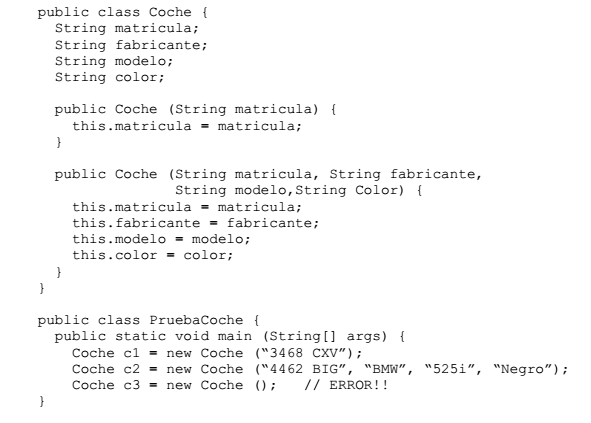 public class Coche {
String matricula;
String fabricante;
String modelo;
String color;
public Coche (String matricula) {
this.matricula = matricula;
}
public Coche (String matricula, String fabricante,
String modelo,String Color) {
this.matricula = matricula;
this.fabricante = fabricante;
this.modelo = modelo;
this.color = color;
}
}
public class PruebaCoche {
public static void main (String[] args) {
Coche c1 = new Coche (“3468 CXV”);
Coche c2 = new Coche (“4462 BIG”, “BMW”, “525i”, “Negro”);
Coche c3 = new Coche (); // ERROR!!
}